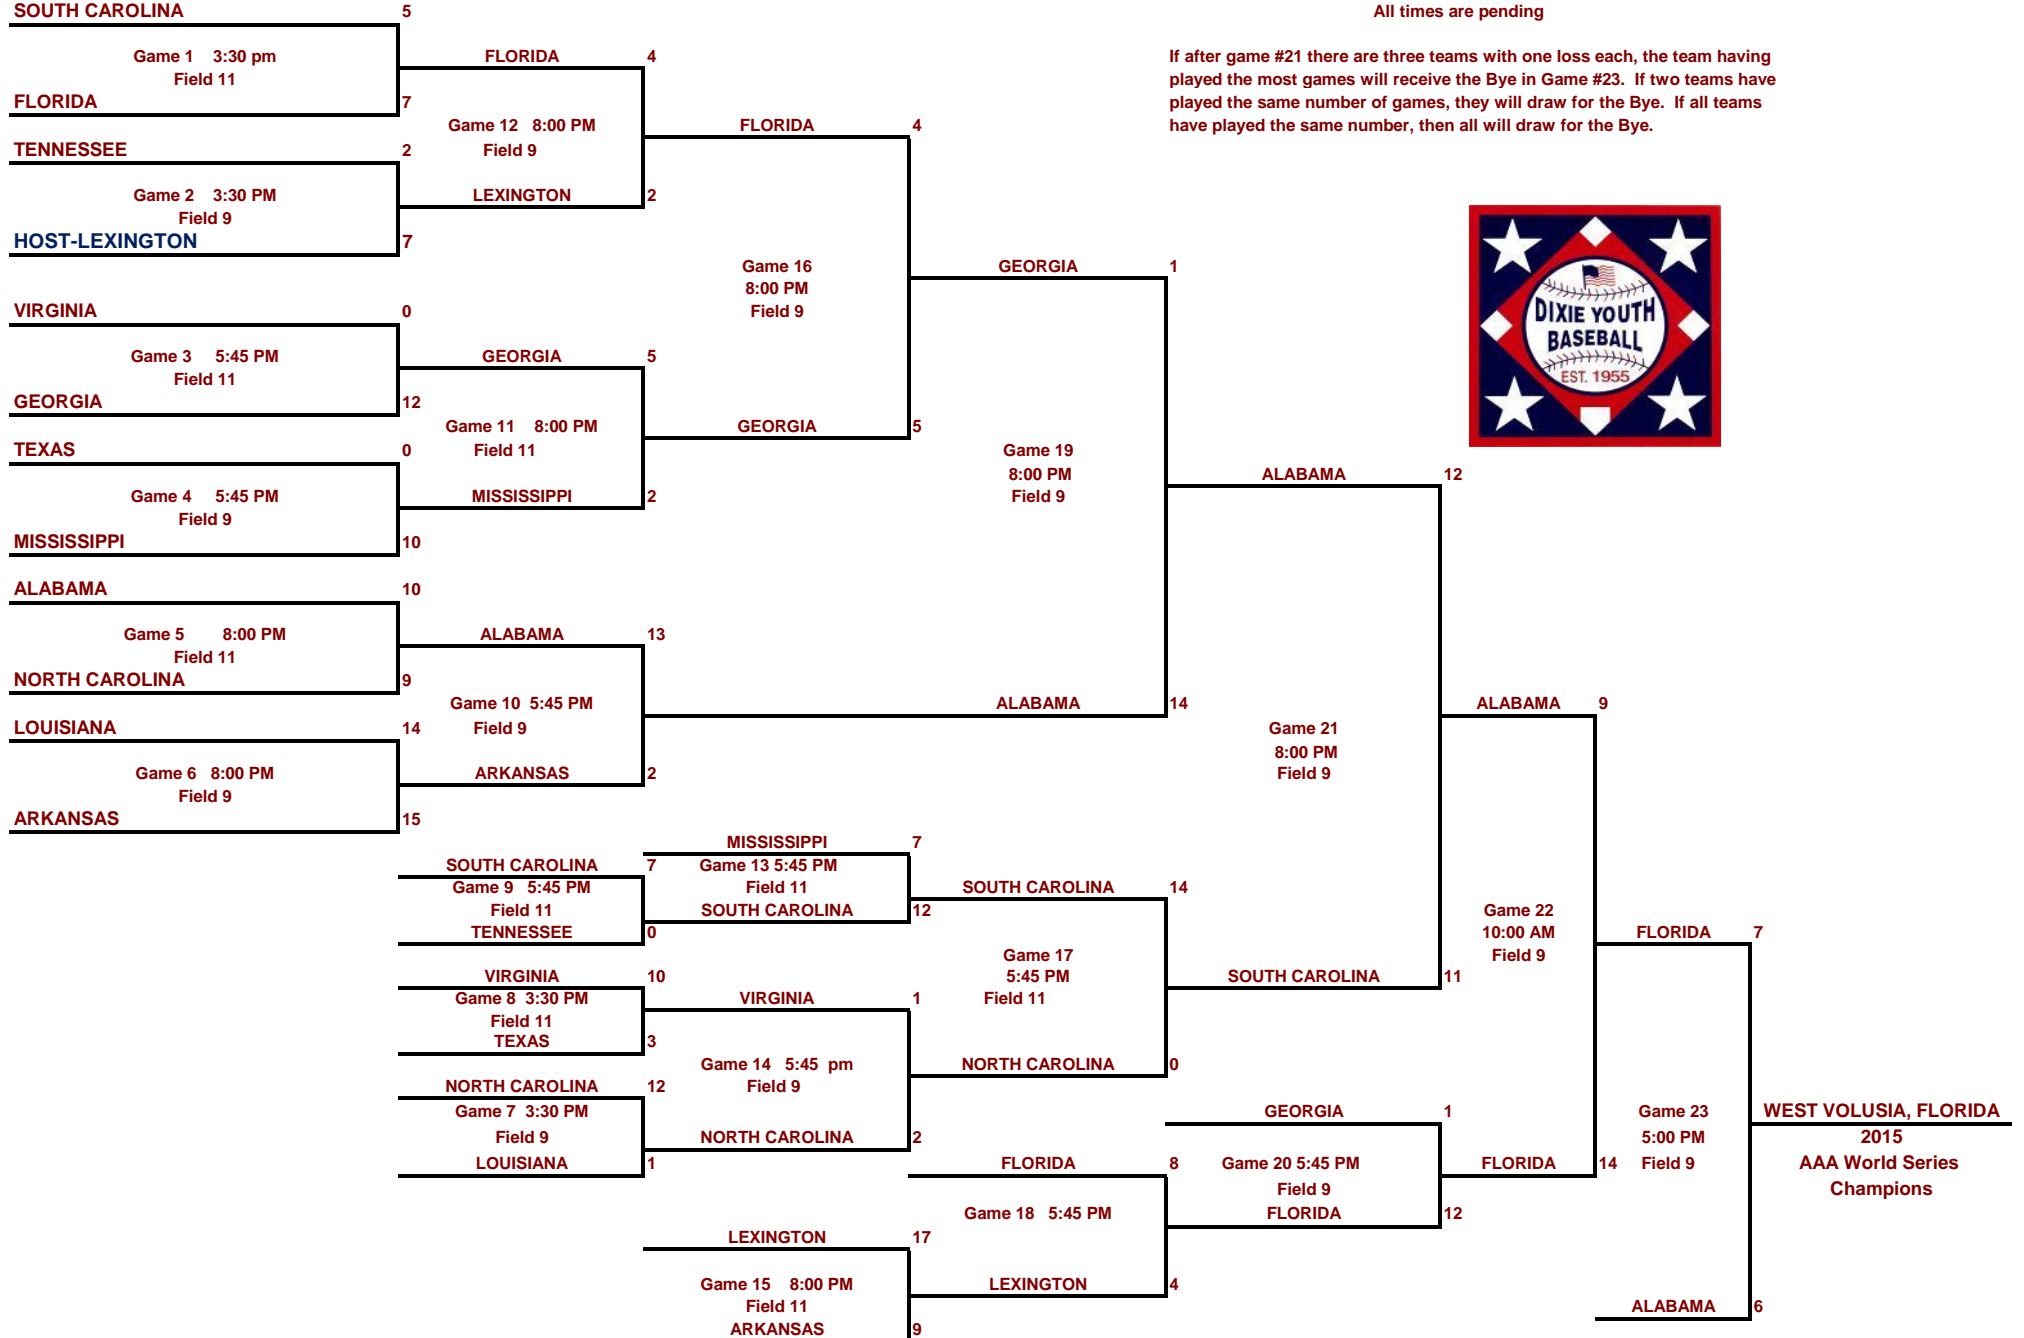 SOUTH CAROLINA 5
All times are pending
Game 1 3:30 pm
Field 11
FLORIDA 4
FLORIDA 7
If after game #21 there are three teams with one loss each, the team having
played the most games will receive the Bye in Game #23. If two teams have
played the same number of games, they will draw for the Bye. If all teams
have played the same number, then all will draw for the Bye.
Game 12 8:00 PM
Field 9
FLORIDA 4
TENNESSEE 2
Game 2 3:30 PM
Field 9
LEXINGTON 2
HOST-LEXINGTON 7
Game 16
8:00 PM
Field 9
GEORGIA 1
DIXIE YOUTH
BASEBALL
EST. 1955
VIRGINIA 0
Game 3 5:45 PM
Field 11
GEORGIA 5
GEORGIA 12
Game 11 8:00 PM
Field 11
GEORGIA 5
TEXAS 0
Game 4 5:45 PM
Field 9
MISSISSIPPI 2
MISSISSIPPI 10
Game 19
8:00 PM
Field 9
ALABAMA 12
ALABAMA 10
Game 5 8:00 PM
Field 11
ALABAMA 13
NORTH CAROLINA 9
Game 10 5:45 PM
Field 9
ALABAMA 14
LOUISIANA 14
Game 6 8:00 PM
Field 9
ARKANSAS 2
ARKANSAS 15
Game 21
8:00 PM
Field 9
ALABAMA 9
MISSISSIPPI 7
SOUTH CAROLINA 7
Game 13 5:45 PM
Field 11
SOUTH CAROLINA 12
Game 9 5:45 PM
Field 11
TENNESSEE 0
SOUTH CAROLINA 14
Game 22
10:00 AM
Field 9
FLORIDA 7
Game 17
5:45 PM
Field 11
SOUTH CAROLINA 11
VIRGINIA 10
Game 8 3:30 PM
Field 11
TEXAS 3
VIRGINIA 1
Game 14 5:45 pm
Field 9
NORTH CAROLINA 0
NORTH CAROLINA 12
Game 7 3:30 PM
Field 9
LOUISIANA 1
NORTH CAROLINA 2
GEORGIA 1
Game 23
5:00 PM
Field 9
WEST VOLUSIA, FLORIDA
2015
AAA World Series
Champions
FLORIDA 8
Game 20 5:45 PM
Field 9
FLORIDA 14
FLORIDA 12
Game 18 5:45 PM
LEXINGTON 17
Game 15 8:00 PM
Field 11
ARKANSAS 9
LEXINGTON 4
ALABAMA 6